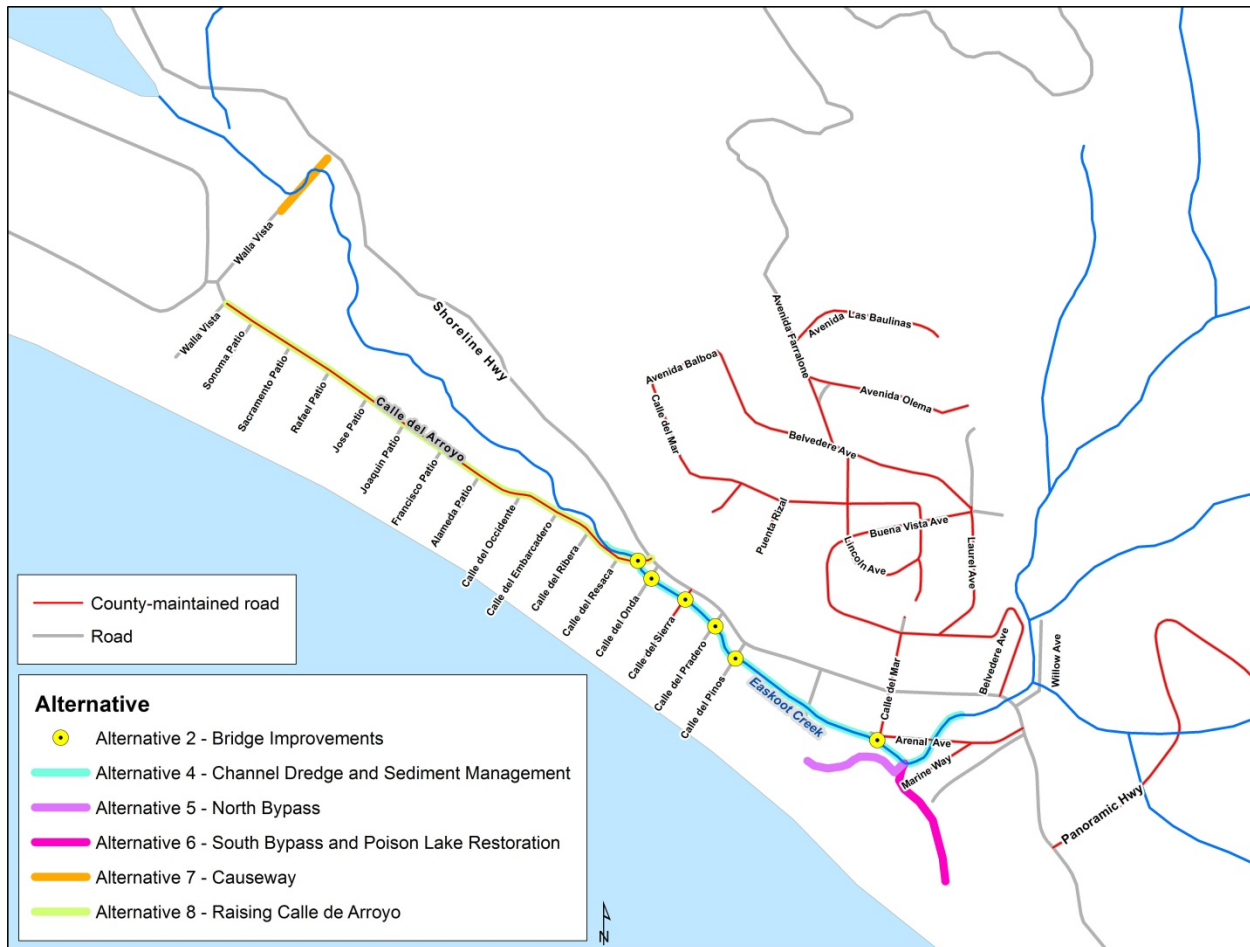 Walla Vista
Shoreline Hwy
Walla Vista
Sonoma Patio
Sacramento Patio
Rafael Patio
Jose Patio
Calle del Arroyo
Joaquin Patio
Francisco Patio
Alameda Patio
Calle del Occidente
Calle del Embarcadero
Calle del Ribera
Calle del Resaca
Calle del Onda
Calle del Sierra
Calle del Pradero
Calle del Pinos
Easkoot Creek
Avenida Farralone
Avenida Las Baulinas
Avenida Balboa
Avenida Olema
Calle del Mar
Belvedere Ave
Puenta Rizal
Buena Vista Ave
Lincoln Ave
Laurel Ave
Calle del Mar
Belvedere Ave
Willow Ave
Arenal Ave
Marine Way
Panoramic Hwy
County-maintained road
Road
Alternative
Alternative 2 - Bridge Improvements
Alternative 4 - Channel Dredge and Sediment Management
Alternative 5 - North Bypass
Alternative 6 - South Bypass and Poison Lake Restoration
Alternative 7 - Causeway
Alternative 8 - Raising Calle de Arroyo
N